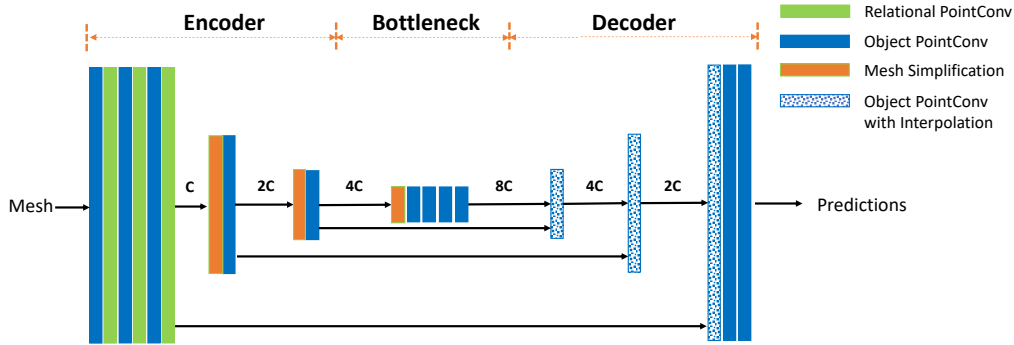 Encoder
Bottleneck
Decoder
Relational PointConv
Object PointConv
Mesh Simplification
Object PointConv
with Interpolation
Mesh
C
2C
4C
8C
4C
2C
Predictions